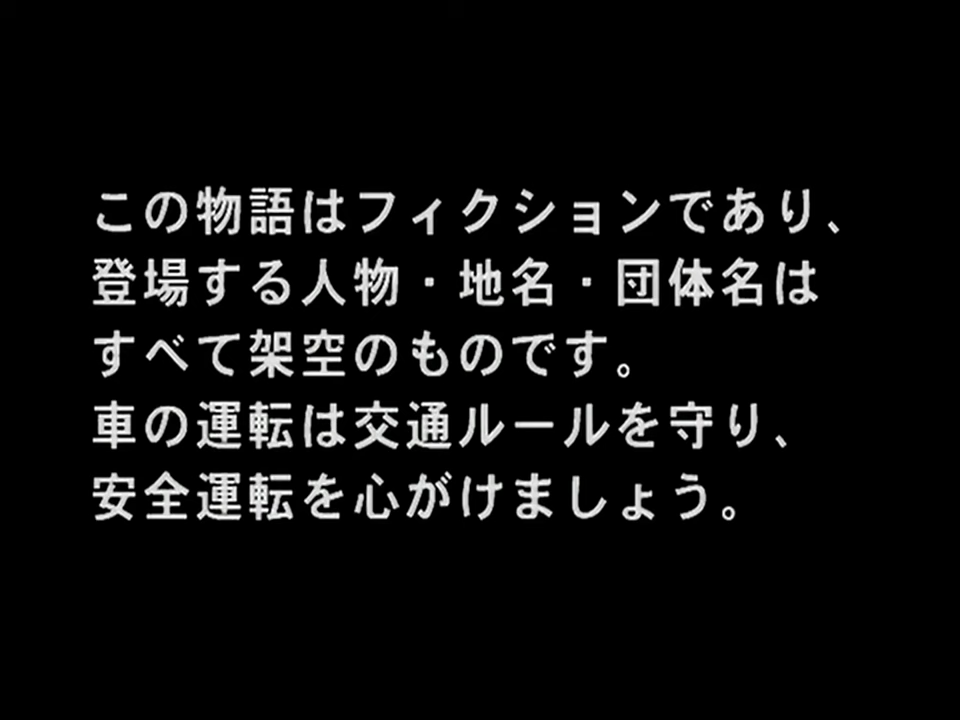 この物語はフィクションであり、
登場する人物・地名・団体名は
すべて架空のものです。
車の運転は交通ルールを守り、
安全運転を心がけましょう。